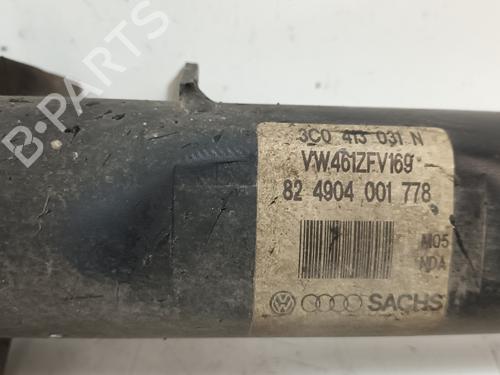 B-PARTS
3C0 413 031 N
VW461ZFV169
82 4904 001 778
M05
NDA
SACHS